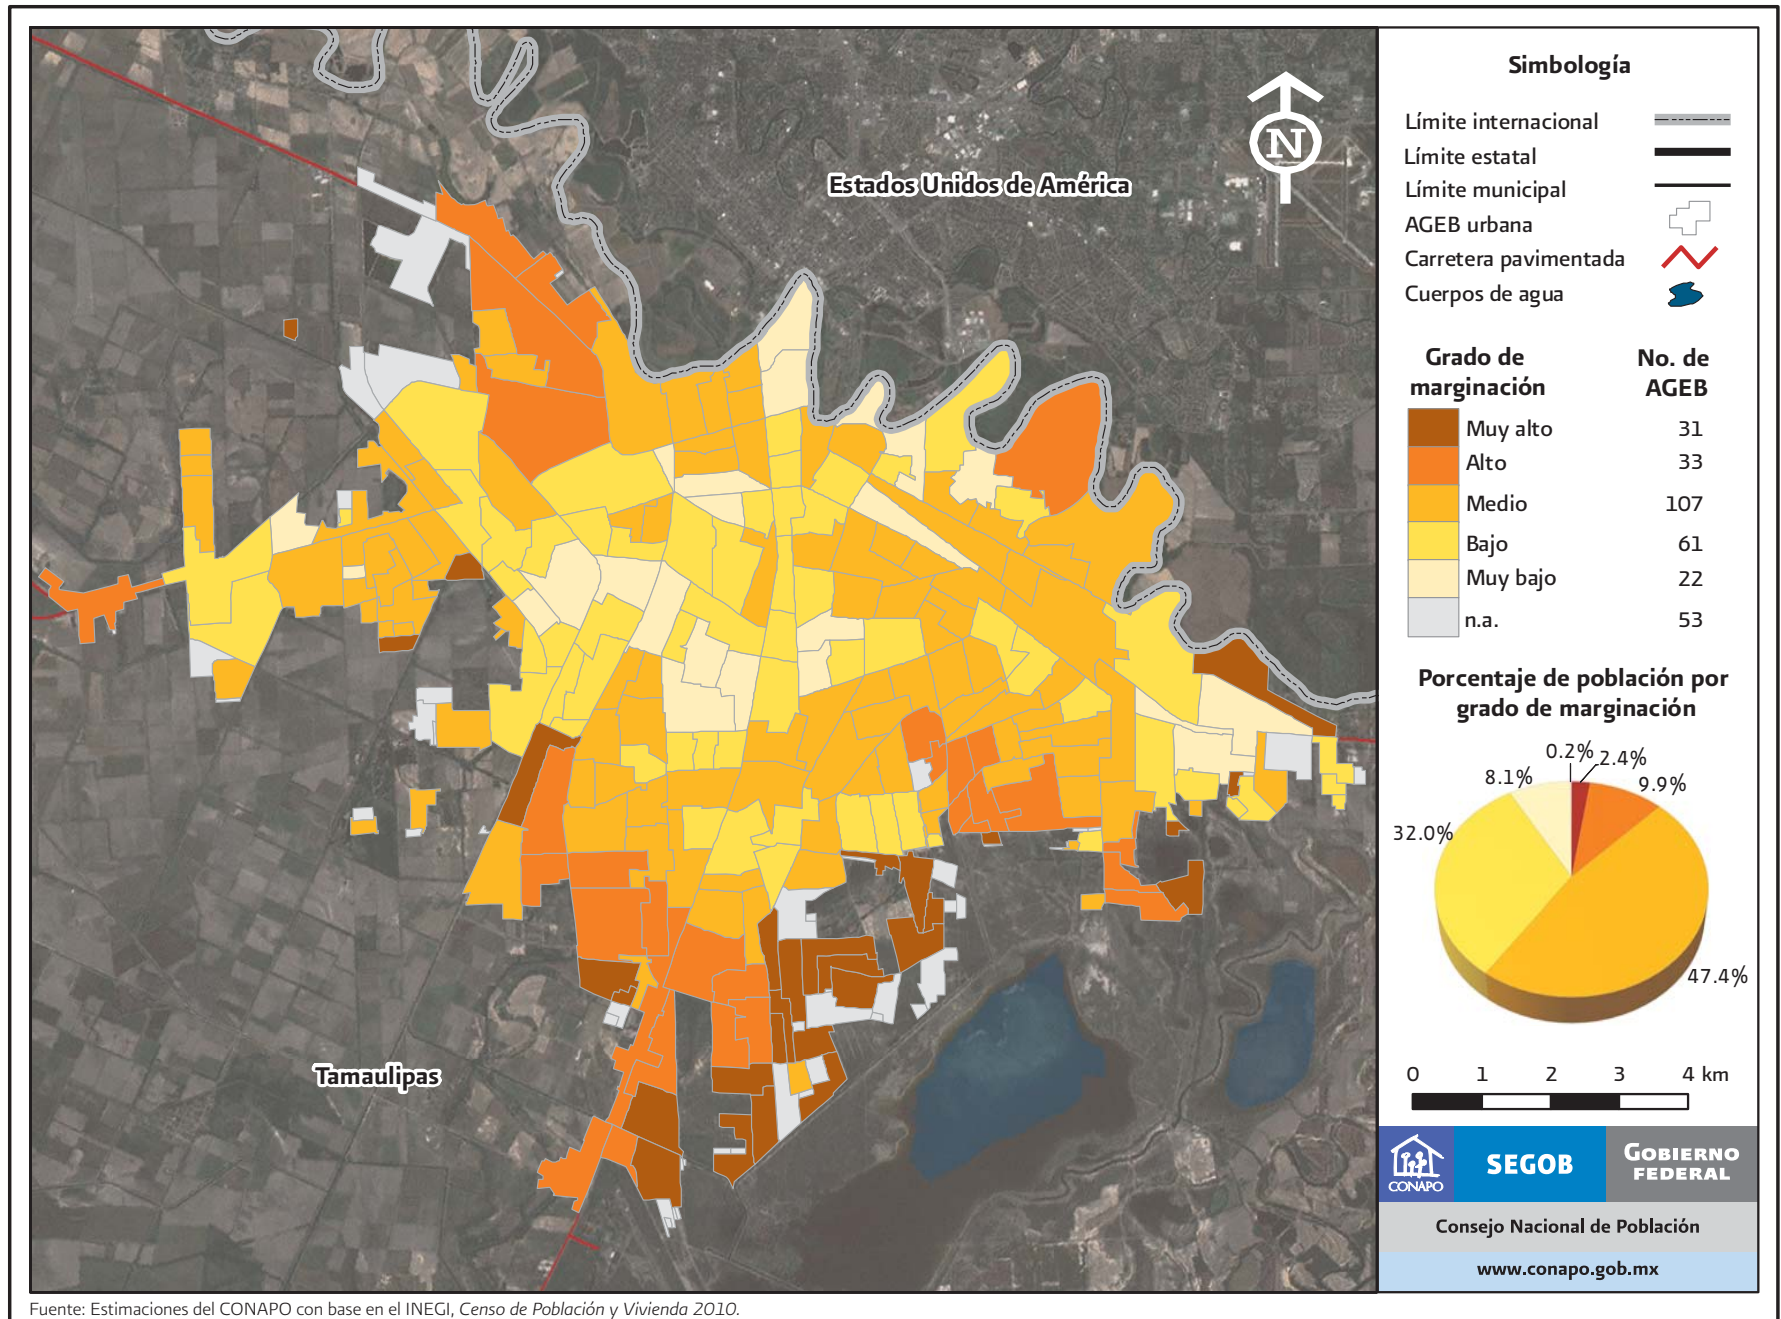 Estados Unidos de América
N
Tamaulipas
Simbología
Límite internacional
Límite estatal
Límite municipal
AGEB urbana
Carretera pavimentada
Cuerpos de agua
Grado de marginación
No. de AGEB
Muy alto 31
Alto 33
Medio 107
Bajo 61
Muy bajo 22
n.a. 53
Porcentaje de población por
grado de marginación
0.2%
2.4%
8.1%
9.9%
32.0%
47.4%
0 1 2 3 4 km
CONAPO
SEGOB
GOBIERNO
FEDERAL
Consejo Nacional de Población
www.conapo.gob.mx
Fuente: Estimaciones del CONAPO con base en el INEGI, Censo de Población y Vivienda 2010.